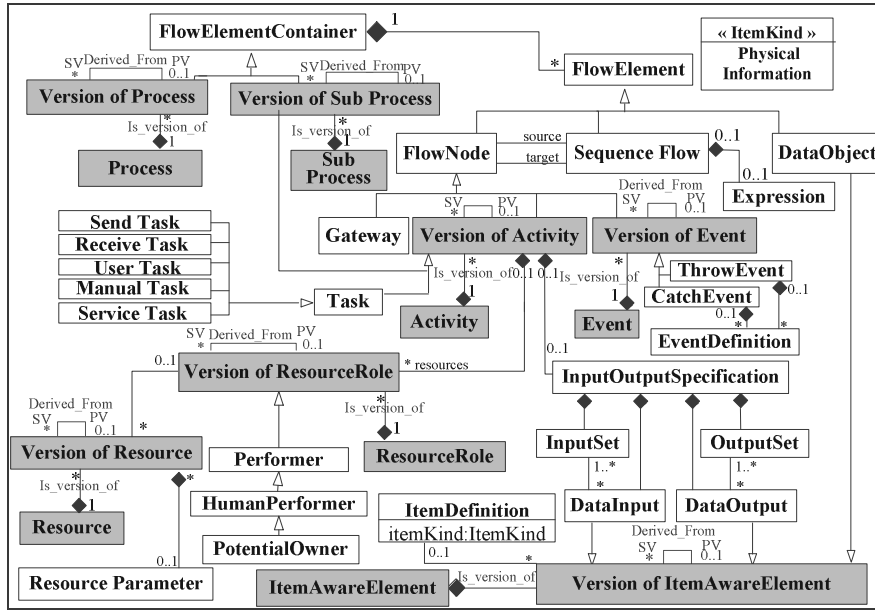 FlowElementContainer
1
*
« ItemKind »
Physical
Information
FlowElement
SV
Derived_From
PV
*
0..1
Version of Process
SV
Derived_From
PV
*
0..1
Version of Sub Process
*
Is_version_of
1
Process
*
Is_version_of
1
Sub
Process
FlowNode
source
target
Sequence Flow
0..1
DataObject
0..1
Expression
Send Task
Receive Task
User Task
Manual Task
Service Task
Task
Gateway
SV
PV
*
0..1
Version of Activity
Derived_From
SV
PV
*
0..1
Version of Event
*
Is_version_of
1
Activity
0..1
0..1
*
Is_version_of
1
Event
ThrowEvent
CatchEvent
0..1
0..1
*
*
EventDefinition
SV
Derived_From
PV
*
0..1
Version of ResourceRole
0..1
* resources
0..1
InputOutputSpecification
*
Is_version_of
1
ResourceRole
Derived_From
SV
PV
*
0..1
*
Version of Resource
*
Is_version_of
1
Resource
*
0..1
Resource Parameter
Performer
HumanPerformer
PotentialOwner
InputSet
1..*
*
DataInput
OutputSet
1..*
*
DataOutput
ItemDefinition
itemKind:ItemKind
0..1
*
Derived_From
SV
PV
*
0..1
Version of ItemAwareElement
*
Is_version_of
ItemAwareElement